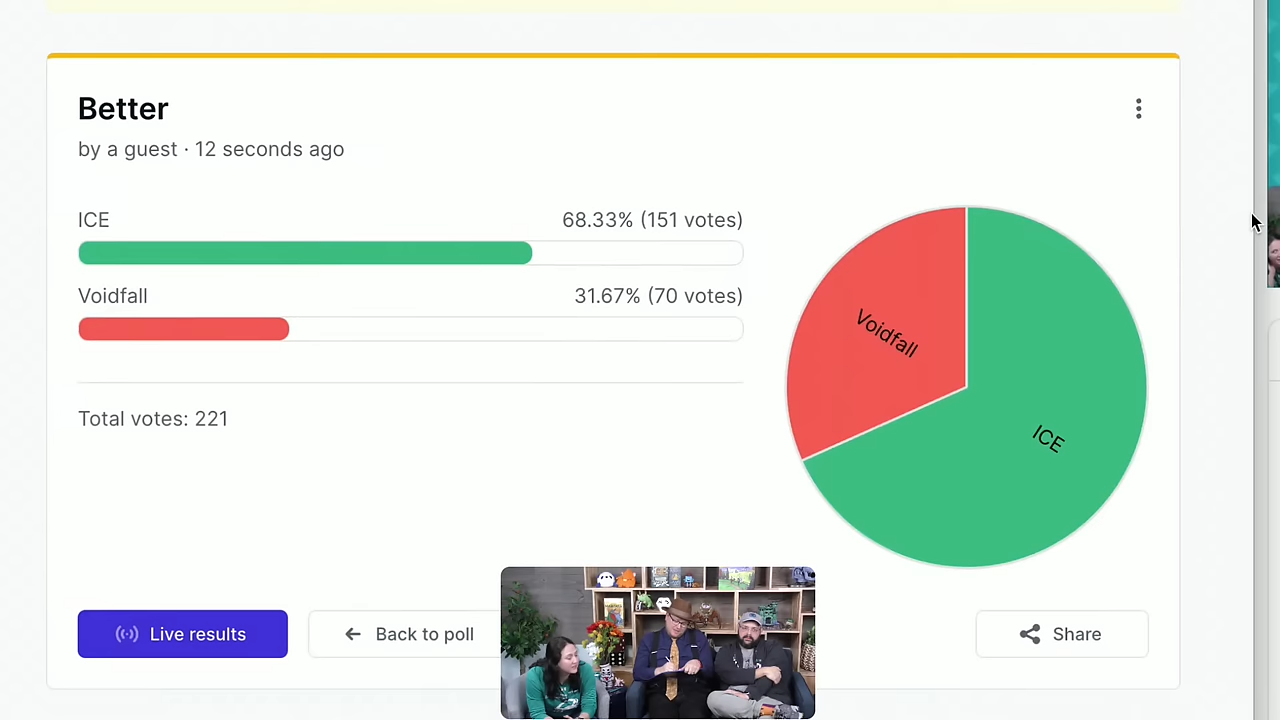 Better
by a guest · 12 seconds ago
ICE
68.33% (151 votes)
Voidfall
31.67% (70 votes)
Total votes: 221
Voidfall
ICE
Live results
Back to poll
Share